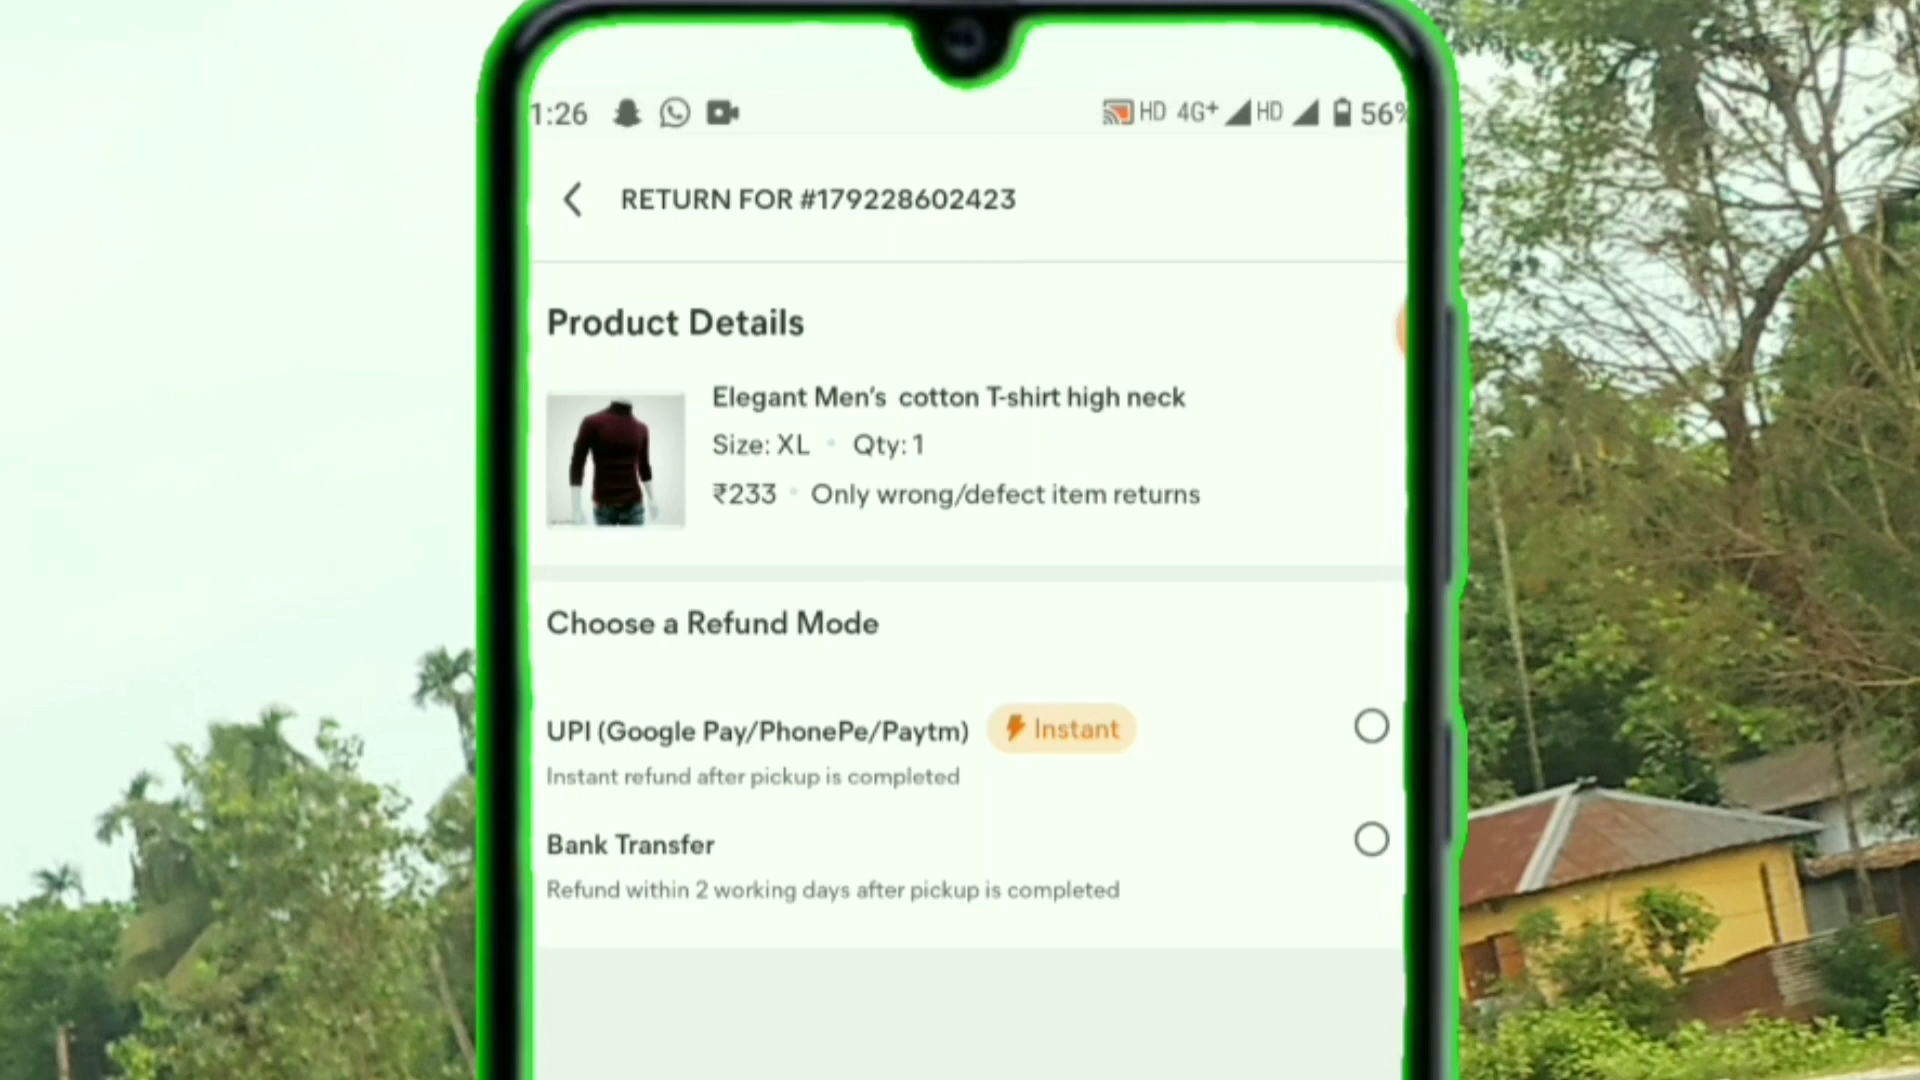 1:26 HD 4G+ HD 56%
RETURN FOR #179228602423
Product Details
Elegant Men's cotton T-shirt high neck
Size: XL • Qty: 1
₹233 • Only wrong/defect item returns
Choose a Refund Mode
UPI (Google Pay/PhonePe/Paytm) Instant
Instant refund after pickup is completed
Bank Transfer
Refund within 2 working days after pickup is completed